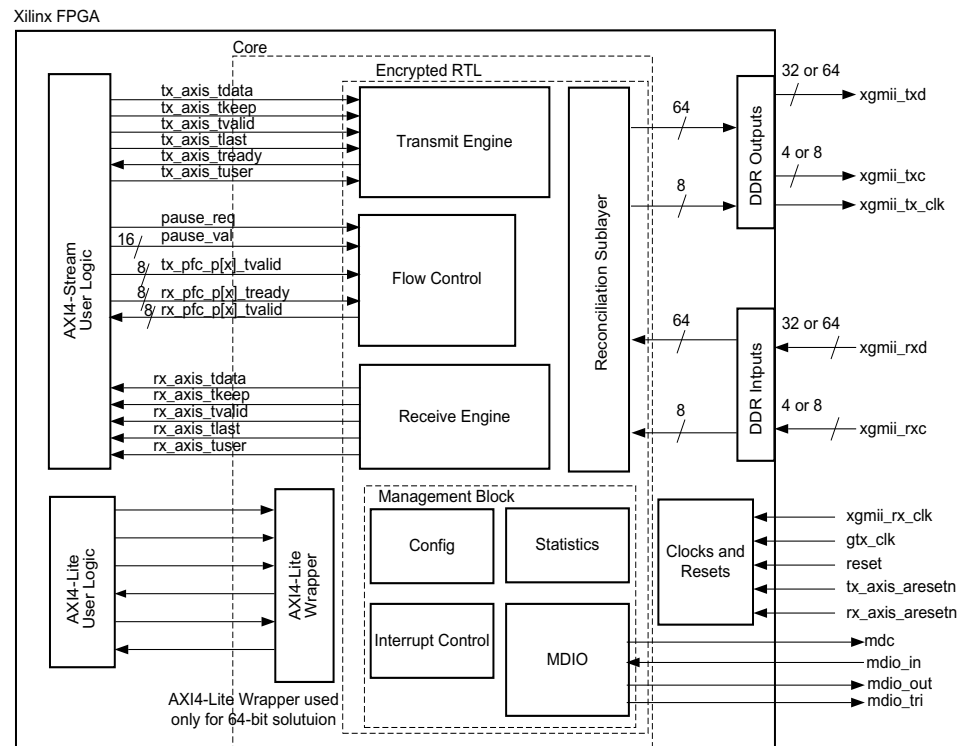 Xilinx FPGA
Core
Encrypted RTL
AXI4-Stream
User Logic
tx_axis_tdata
tx_axis_tkeep
tx_axis_tvalid
tx_axis_tlast
tx_axis_tready
tx_axis_tuser
Transmit Engine
pause_req
16
pause_val
8
tx_pfc_p[x]_tvalid
8
rx_pfc_p[x]_tready
8
rx_pfc_p[x]_tvalid
Flow Control
rx_axis_tdata
rx_axis_tkeep
rx_axis_tvalid
rx_axis_tlast
rx_axis_tuser
Receive Engine
Reconciliation Sublayer
64
8
64
8
DDR Outputs
32 or 64
xgmii_txd
4 or 8
xgmii_txc
xgmii_tx_clk
DDR Intputs
32 or 64
xgmii_rxd
4 or 8
xgmii_rxc
AXI4-Lite
User Logic
AXI4-Lite
Wrapper
AXI4-Lite Wrapper used
only for 64-bit solutuion
Management Block
Config
Statistics
Interrupt Control
MDIO
Clocks and
Resets
xgmii_rx_clk
gtx_clk
reset
tx_axis_aresetn
rx_axis_aresetn
mdc
mdio_in
mdio_out
mdio_tri